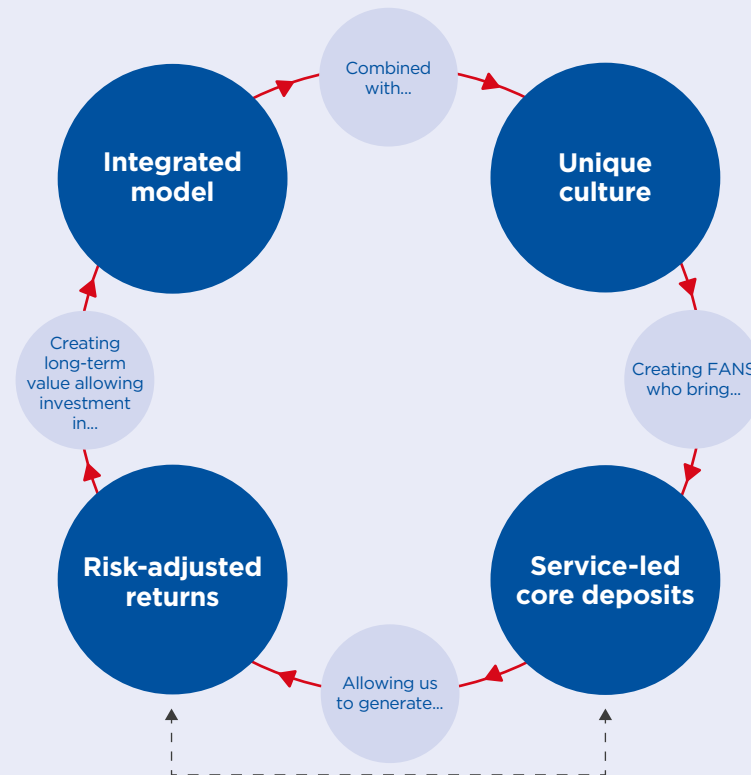 Combined
with...
Integrated
model
Unique
culture
Creating
long-term
value allowing
investment
in...
Creating FANS
who bring...
Risk-adjusted
returns
Service-led
core deposits
Allowing us
to generate...